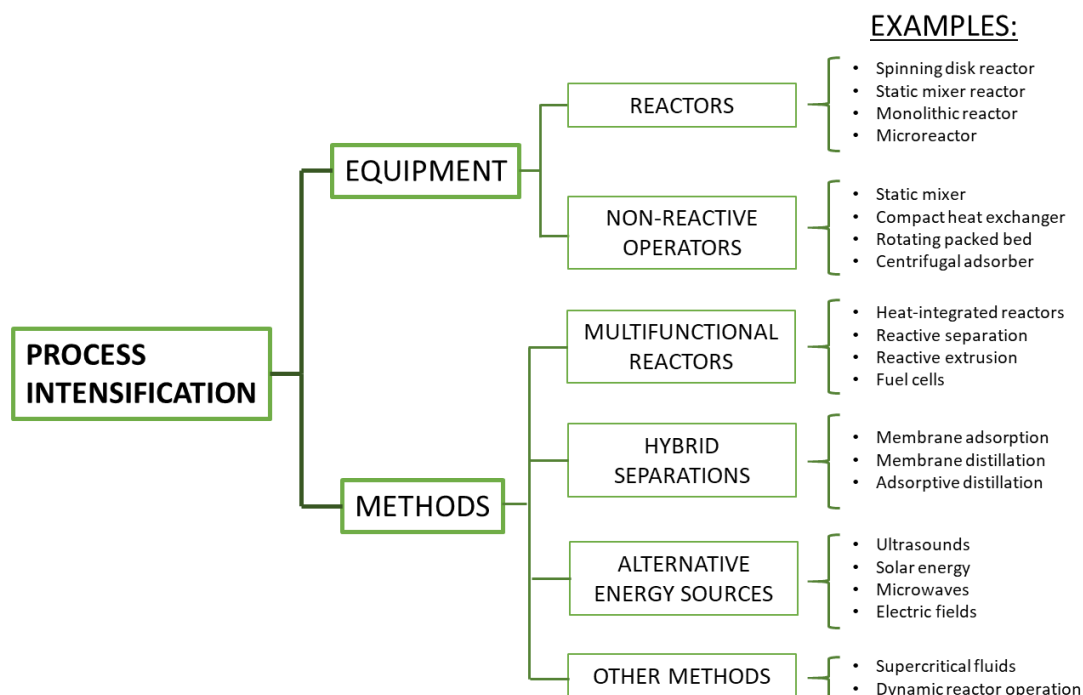 EXAMPLES:
REACTORS
• Spinning disk reactor
• Static mixer reactor
• Monolithic reactor
• Microreactor
EQUIPMENT
NON-REACTIVE
OPERATORS
• Static mixer
• Compact heat exchanger
• Rotating packed bed
• Centrifugal adsorber
PROCESS
INTENSIFICATION
MULTIFUNCTIONAL
REACTORS
• Heat-integrated reactors
• Reactive separation
• Reactive extrusion
• Fuel cells
METHODS
HYBRID
SEPARATIONS
• Membrane adsorption
• Membrane distillation
• Adsorptive distillation
ALTERNATIVE
ENERGY SOURCES
• Ultrasounds
• Solar energy
• Microwaves
• Electric fields
OTHER METHODS
• Supercritical fluids
• Dynamic reactor operation